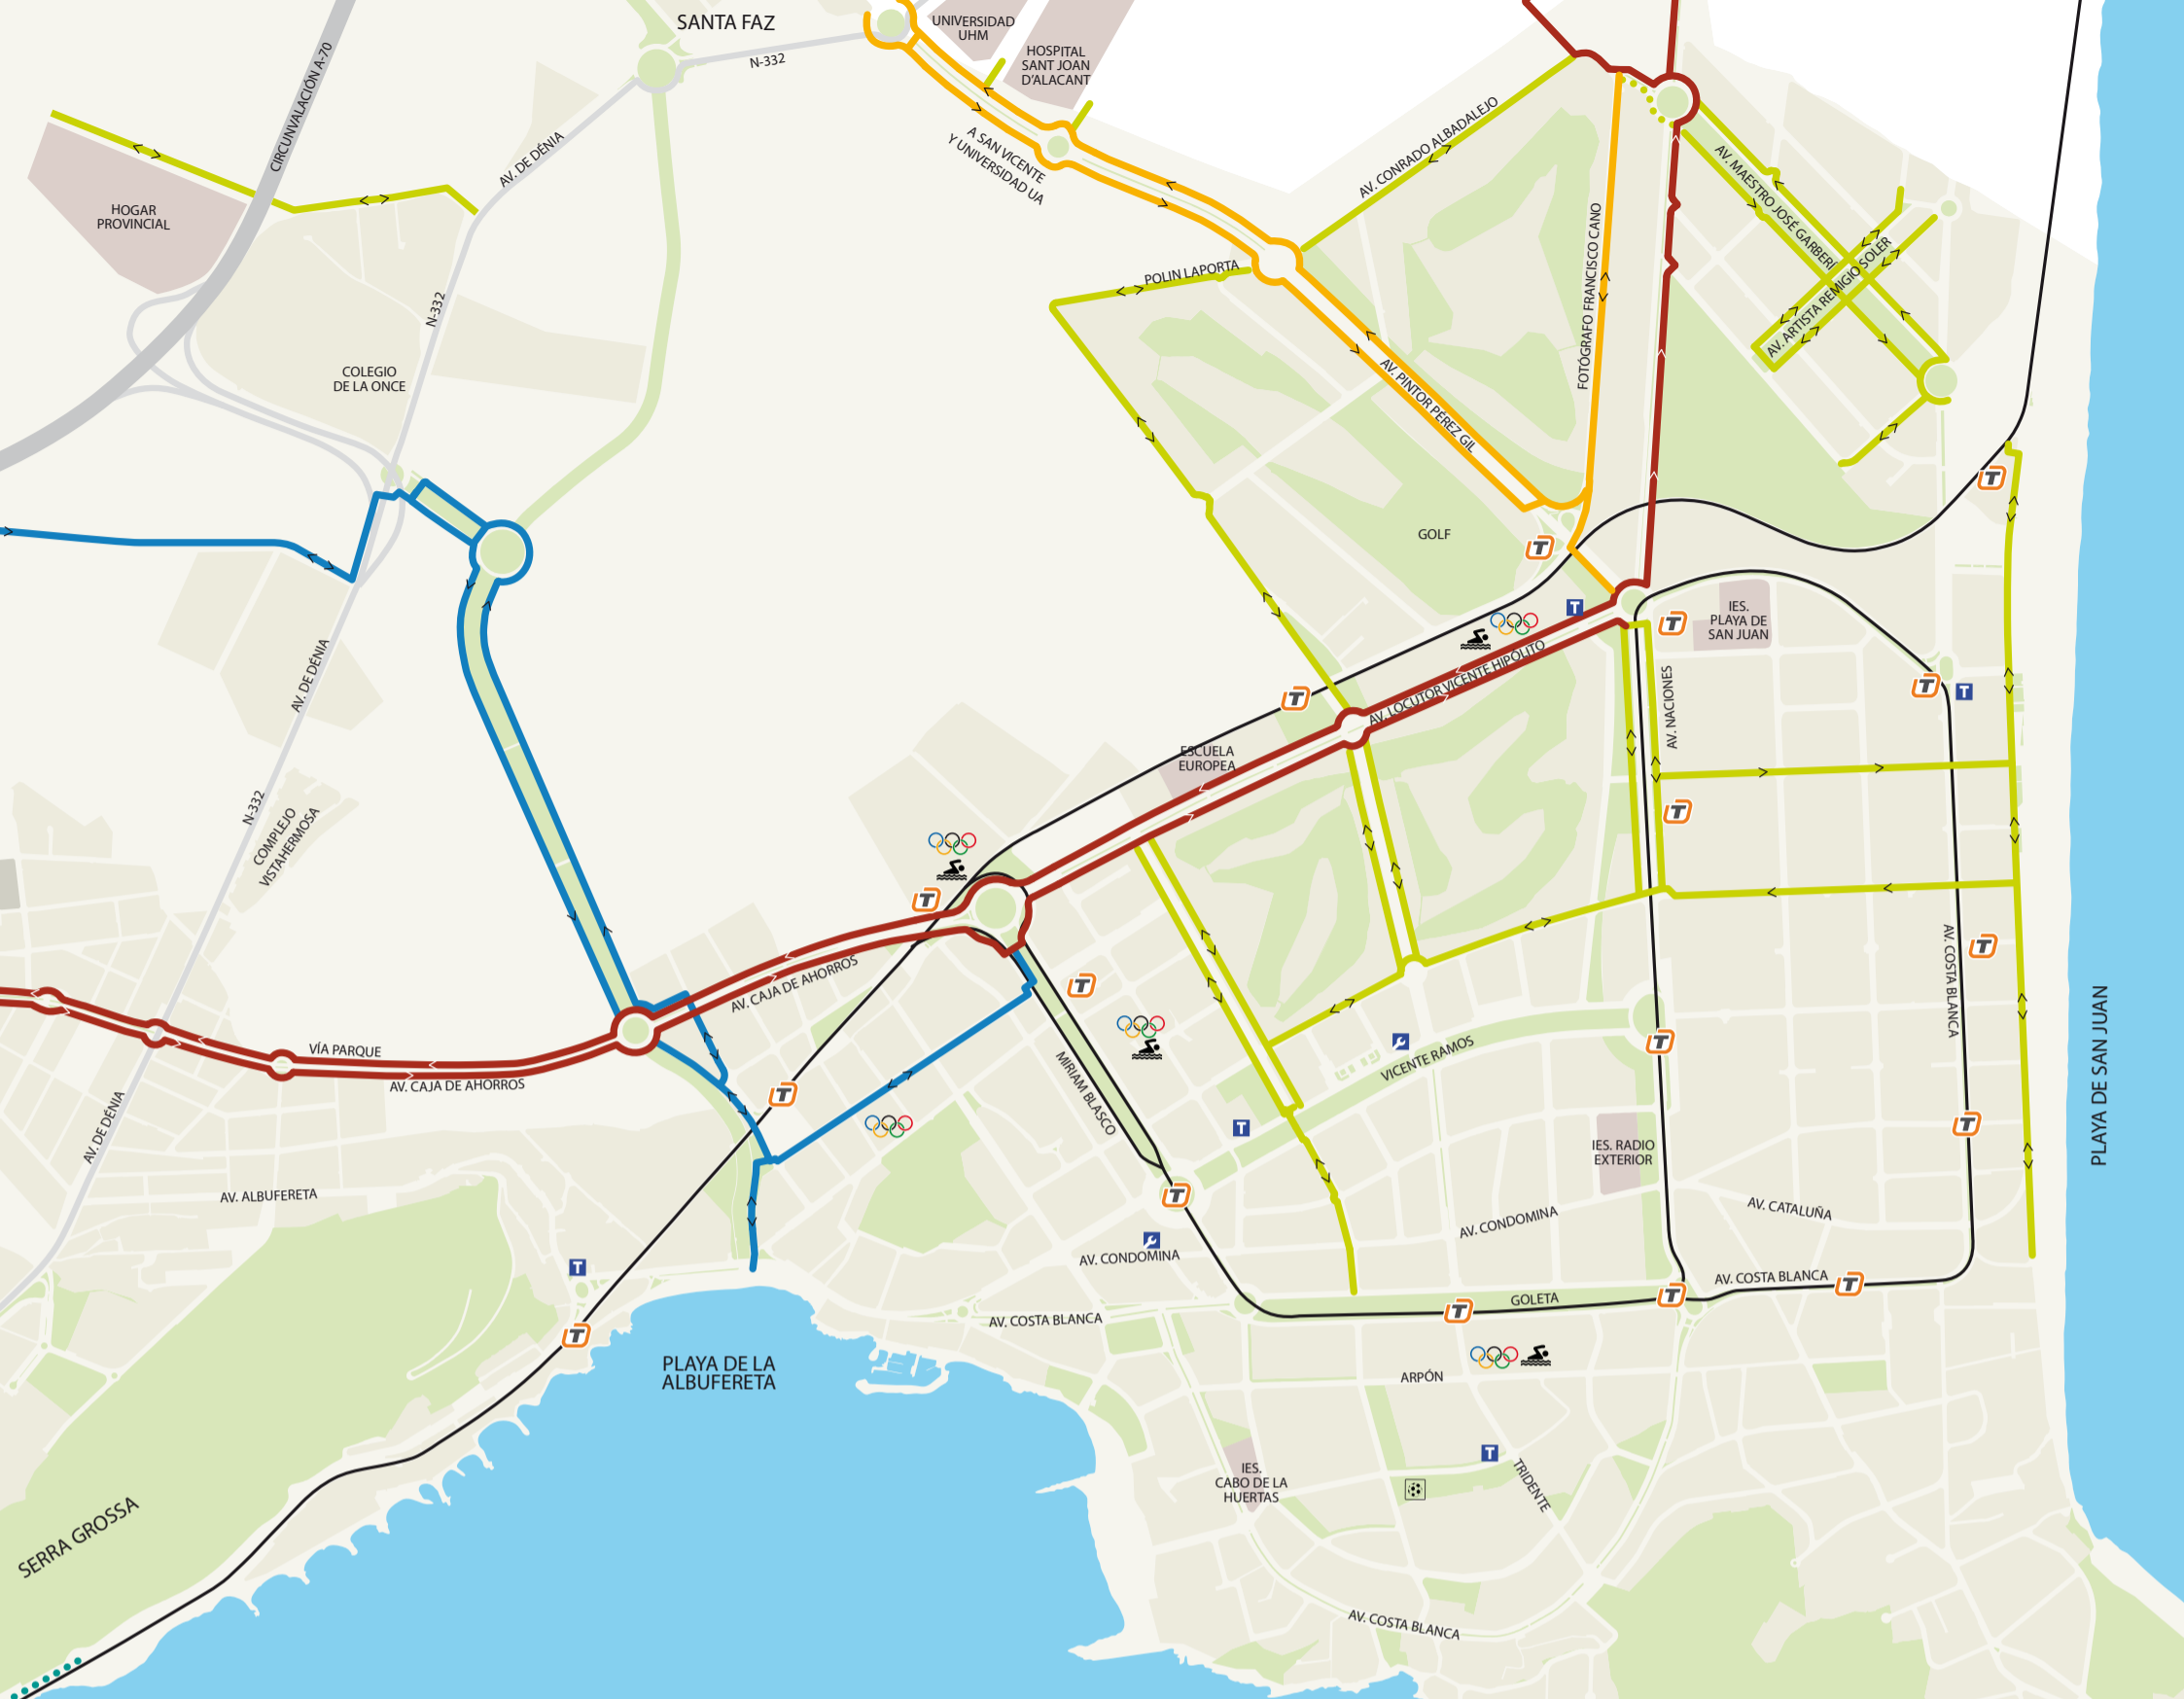 SANTA FAZ
UNIVERSIDAD
UHM
HOSPITAL
SANT JOAN
D'ALACANT
N-332
CIRCUNVALACIÓN A-70
AV. DE DÉNIA
A SAN VICENTE
Y UNIVERSIDAD UA
AV. CONRADO ALBADALEJO
AV. MAESTRO JOSÉ GARBERI
HOGAR
PROVINCIAL
FOTÓGRAFO FRANCISCO CANO
AV. ARTISTA REMIGIO SOLER
POLIN LAPORTA
N-332
COLEGIO
DE LA ONCE
AV. PINTOR PÉREZ GIL
GOLF
T
T
T
IES.
PLAYA DE
SAN JUAN
T
AV. DE DÉNIA
AV. LOCUTOR VICENTE HIPÓLITO
AV. NACIONES
T
T
T
ESCUELA
EUROPEA
N-332
COMPLEJO
VISTAHERMOSA
T
T
AV. COSTA BLANCA
T
AV. CAJA DE AHORROS
T
PLAYA DE SAN JUAN
VÍA PARQUE
AV. CAJA DE AHORROS
T
VICENTE RAMOS
MIRIAM BLASCO
T
T
T
AV. DE DÉNIA
IES. RADIO
EXTERIOR
AV. ALBUFERETA
T
AV. CONDOMINA
AV. CATALUÑA
AV. CONDOMINA
T
AV. COSTA BLANCA
T
GOLETA
T
T
AV. COSTA BLANCA
T
PLAYA DE LA
ALBUFERETA
ARPÓN
T
IES.
CABO DE LA
HUERTAS
TRIDENTE
SERRA GROSSA
AV. COSTA BLANCA